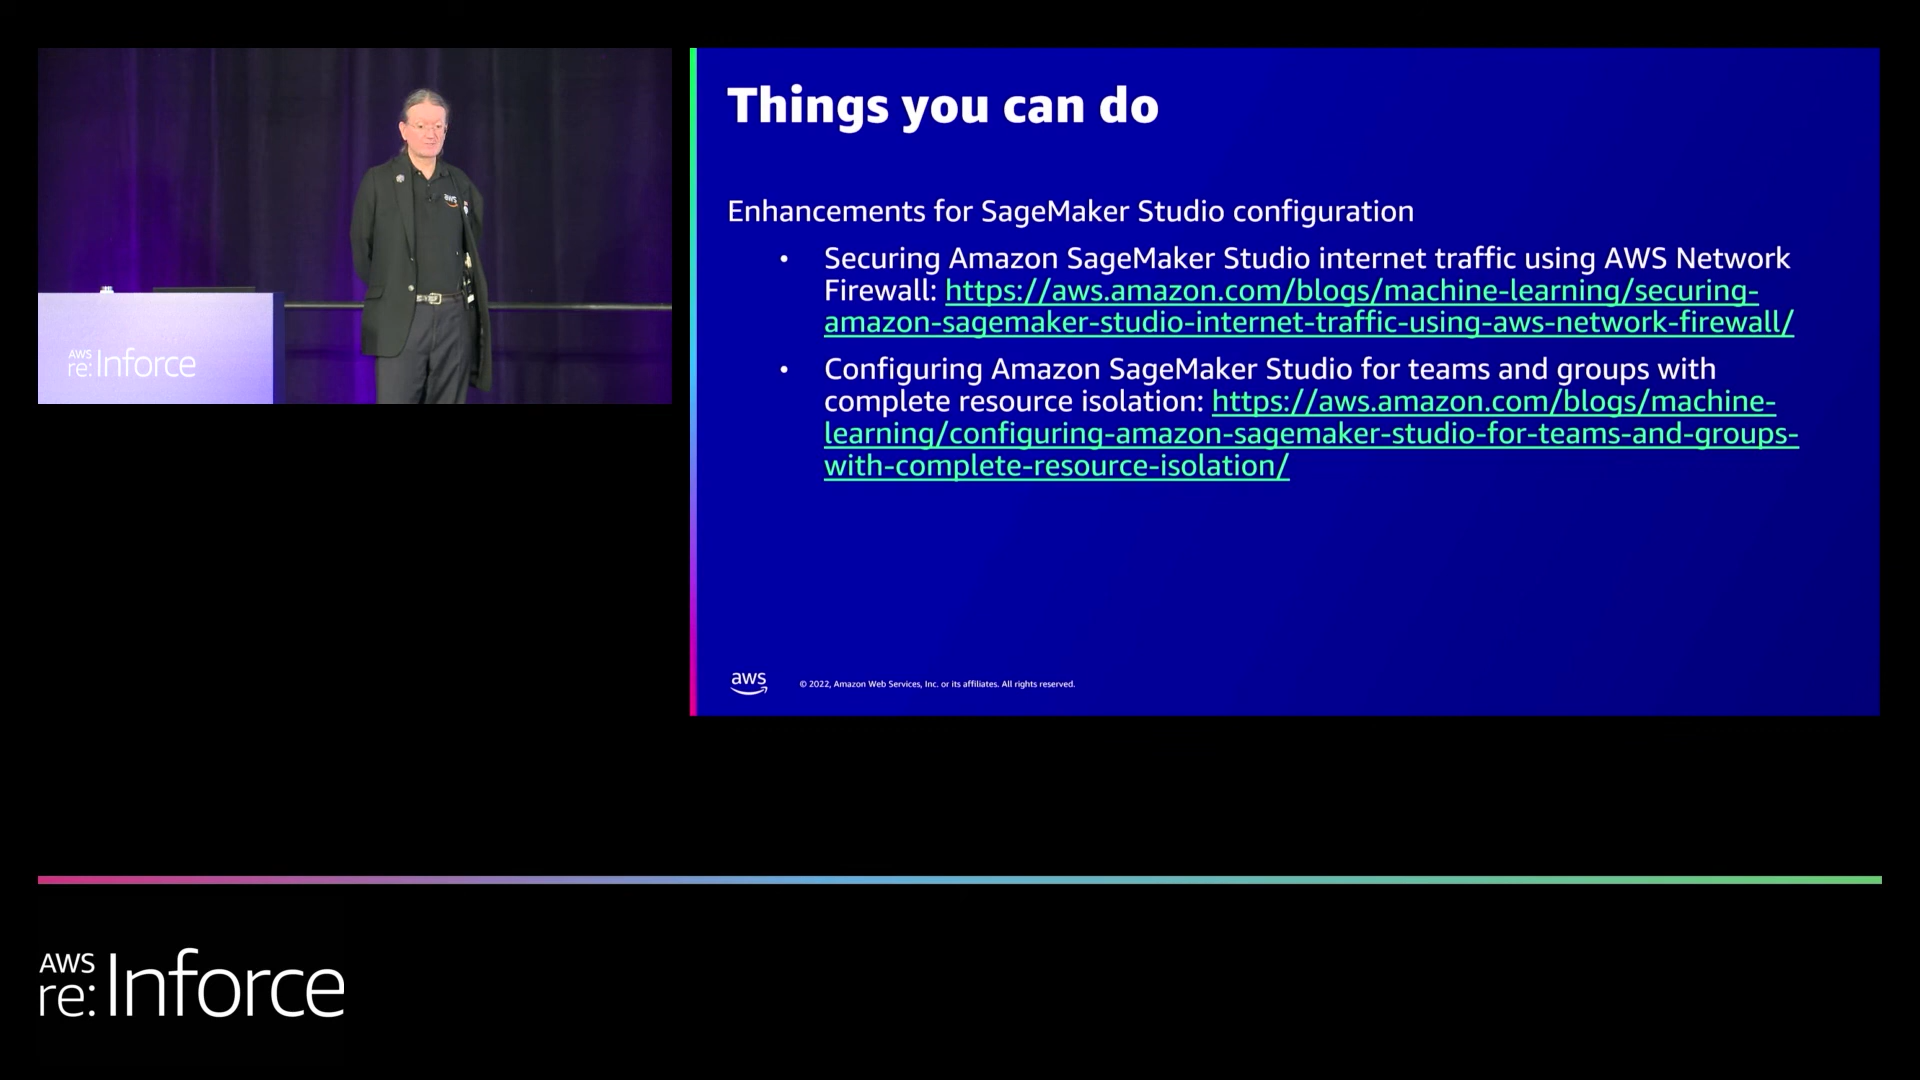 Things you can do
Enhancements for SageMaker Studio configuration
• Securing Amazon SageMaker Studio internet traffic using AWS Network
Firewall: https://aws.amazon.com/blogs/machine-learning/securing-
amazon-sagemaker-studio-internet-traffic-using-aws-network-firewall/
• Configuring Amazon SageMaker Studio for teams and groups with
complete resource isolation: https://aws.amazon.com/blogs/machine-
learning/configuring-amazon-sagemaker-studio-for-teams-and-groups-
with-complete-resource-isolation/
aws
© 2022, Amazon Web Services, Inc. or its affiliates. All rights reserved.
aws
AWS
re:Inforce
AWS
re:Inforce